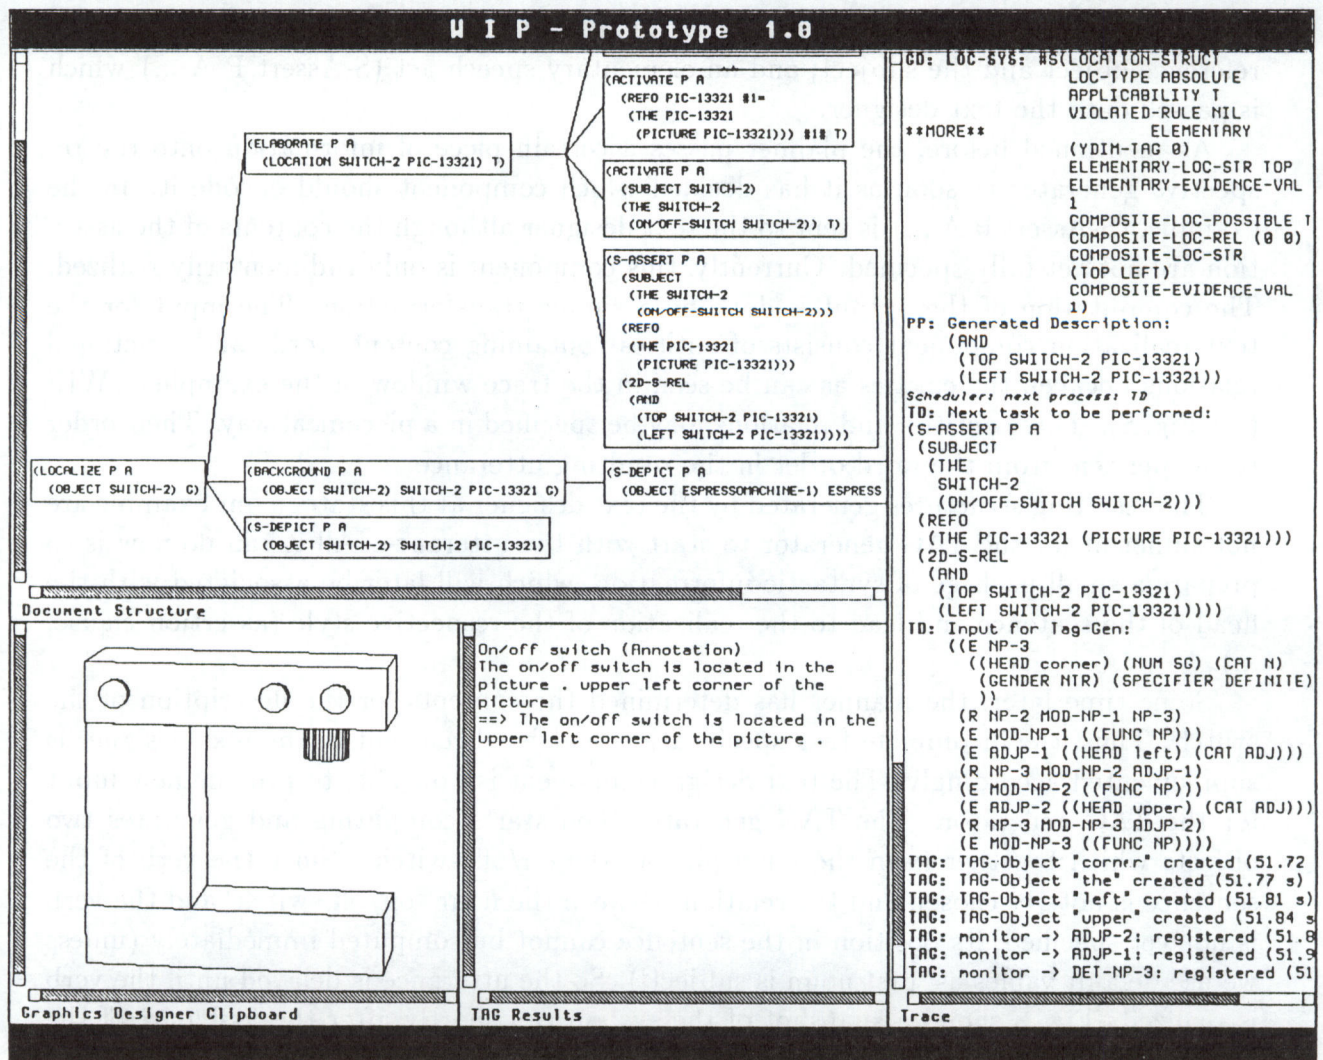 W I P - Prototype 1.0
(ACTIVATE P A
(REFO PIC-13321 #1=
(THE PIC-13321
(PICTURE PIC-13321))) #1# T)
(ELABORATE P A
(LOCATION SWITCH-2 PIC-13321) T)
(ACTIVATE P A
(SUBJECT SWITCH-2)
(THE SWITCH-2
(ON/OFF-SWITCH SWITCH-2)) T)
(S-ASSERT P A
(SUBJECT
(THE SWITCH-2
(ON/OFF-SWITCH SWITCH-2)))
(REFO
(THE PIC-13321
(PICTURE PIC-13321)))
(2D-S-REL
(AND
(TOP SWITCH-2 PIC-13321)
(LEFT SWITCH-2 PIC-13321))))
(LOCALIZE P A
(OBJECT SWITCH-2) G)
(BACKGROUND P A
(OBJECT SWITCH-2) SWITCH-2 PIC-13321 G)
(S-DEPICT P A
(OBJECT ESPRESSOMACHINE-1) ESPRESS
(S-DEPICT P A
(OBJECT SWITCH-2) SWITCH-2 PIC-13321)
Document Structure
On/off switch (Annotation)
The on/off switch is located in the
picture , upper left corner of the
picture .
==> The on/off switch is located in the
upper left corner of the picture .
Graphics Designer Clipboard
TAG Results
CD: LOC-SYS: #S(LOCATION-STRUCT
LOC-TYPE ABSOLUTE
APPLICABILITY T
VIOLATED-RULE NIL
**MORE** ELEMENTARY
(YDIM-TAG 0)
ELEMENTARY-LOC-STR TOP
ELEMENTARY-EVIDENCE-VAL
1
COMPOSITE-LOC-POSSIBLE T
COMPOSITE-LOC-REL (0 0)
COMPOSITE-LOC-STR
(TOP LEFT)
COMPOSITE-EVIDENCE-VAL
1)
PP: Generated Description:
(AND
(TOP SWITCH-2 PIC-13321)
(LEFT SWITCH-2 PIC-13321))
Scheduler: next process: TD
TD: Next task to be performed:
(S-ASSERT P A
(SUBJECT
(THE
SWITCH-2
(ON/OFF-SWITCH SWITCH-2)))
(REFO
(THE PIC-13321 (PICTURE PIC-13321)))
(2D-S-REL
(AND
(TOP SWITCH-2 PIC-13321)
(LEFT SWITCH-2 PIC-13321))))
TD: Input for Tag-Gen:
((E NP-3
((HEAD corner) (NUM SG) (CAT N)
(GENDER NTR) (SPECIFIER DEFINITE)
))
(R NP-2 MOD-NP-1 NP-3)
(E MOD-NP-1 ((FUNC NP)))
(E ADJP-1 ((HEAD left) (CAT ADJ)))
(R NP-3 MOD-NP-2 ADJP-1)
(E MOD-NP-2 ((FUNC NP)))
(E ADJP-2 ((HEAD upper) (CAT ADJ)))
(R NP-3 MOD-NP-3 ADJP-2)
(E MOD-NP-3 ((FUNC NP))))
TAG: TAG-Object "corner" created (51.72
TAG: TAG-Object "the" created (51.77 s)
TAG: TAG-Object "left" created (51.81 s)
TAG: TAG-Object "upper" created (51.84 s
TAG: monitor -> ADJP-2: registered (51.8
TAG: monitor -> ADJP-1: registered (51.9
TAG: monitor -> DET-NP-3: registered (51
Trace